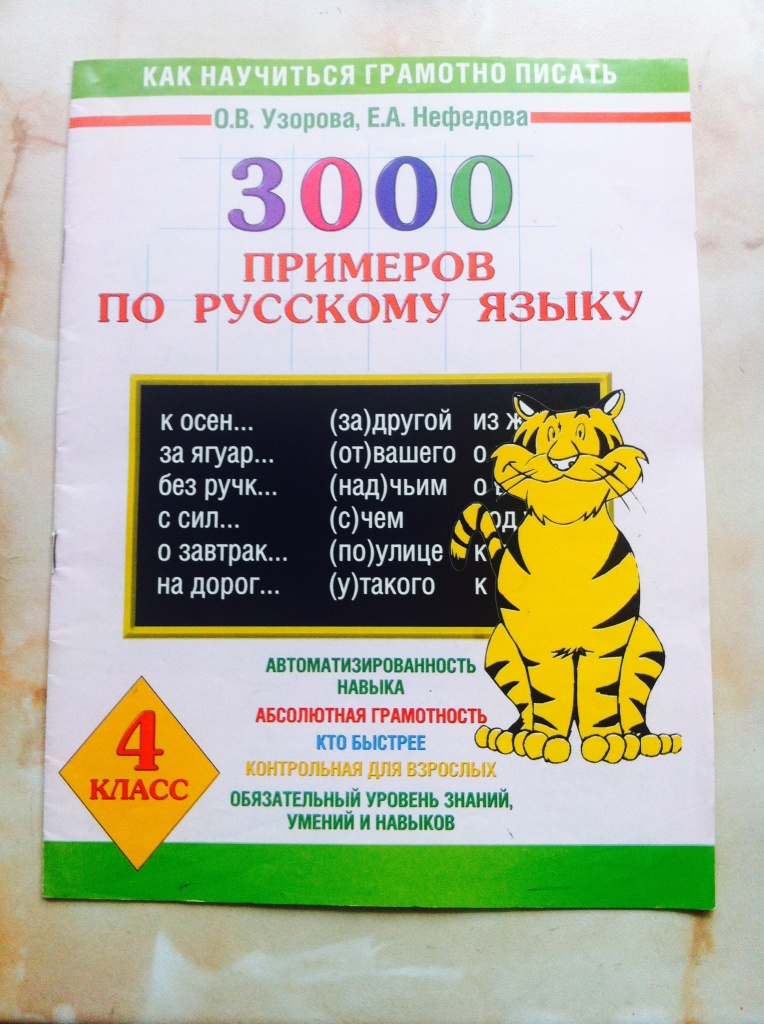 КАК НАУЧИТЬСЯ ГРАМОТНО ПИСАТЬ
О.В. Узорова, Е.А. Нефедова
3000
ПРИМЕРОВ
ПО РУССКОМУ ЯЗЫКУ
к осен... (за)другой из
за ягуар... (от)вашего о
без ручк... (над)чьим о
с сил... (с)чем
о завтрак... (по)улице к
на дорог... (у)такого к
АВТОМАТИЗИРОВАННОСТЬ
НАВЫКА
АБСОЛЮТНАЯ ГРАМОТНОСТЬ
КТО БЫСТРЕЕ
КОНТРОЛЬНАЯ ДЛЯ ВЗРОСЛЫХ
ОБЯЗАТЕЛЬНЫЙ УРОВЕНЬ ЗНАНИЙ,
УМЕНИЙ И НАВЫКОВ
4
КЛАСС